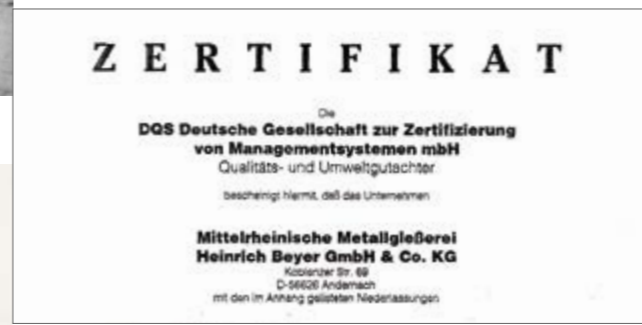 ZERTIFIKAT
Die
DQS Deutsche Gesellschaft zur Zertifizierung
von Managementsystemen mbH
Qualitäts- und Umweltgutachter
bescheinigt hiermit, daß das Unternehmen
Mittelrheinische Metallgießerei
Heinrich Beyer GmbH & Co. KG
Koblenzer Str. 69
D-56626 Andernach
mit den im Anhang gelisteten Niederlassungen